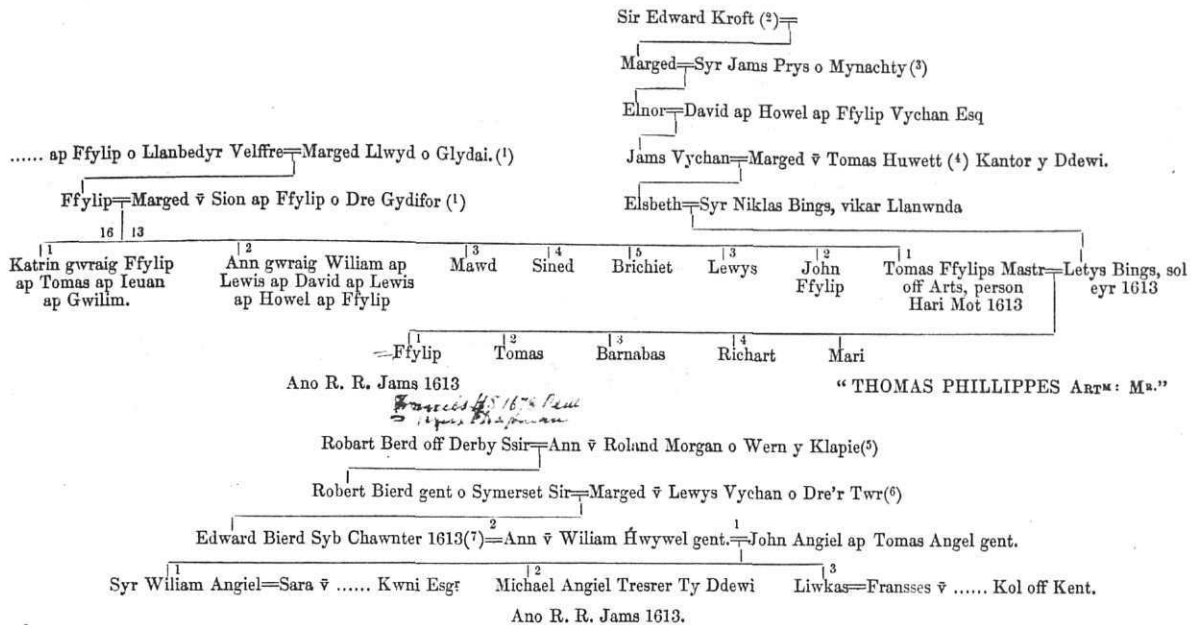 Sir Edward Kroft (²)═
Marged═Syr Jams Prys o Mynachty (³)
Elnor═David ap Howel ap Ffylip Vychan Esq
...... ap Ffylip o Llanbedyr Velffre═Marged Llwyd o Glydai. (¹)
Jams Vychan═Marged v̄ Tomas Huwett (⁴) Kantor y Ddewi.
Ffylip═Marged v̄ Sion ap Ffylip o Dre Gydifor (¹)
Elsbeth═Syr Niklas Bings, vikar Llanwnda
16 13
1 2 3 4 5 3 2 1
Katrin gwraig Ffylip ap Tomas ap Ieuan ap Gwilim.
Ann gwraig Wiliam ap Lewis ap David ap Lewis ap Howel ap Ffylip
Mawd
Sined
Brichiet
Lewys
John Ffylip
Tomas Ffylips Mastr off Arts, person Hari Mot 1613═Letys Bings, sol eyr 1613
1 2 3 4
═Ffylip Tomas Barnabas Richart Mari
Ano R. R. Jams 1613
"THOMAS PHILLIPPES Artᴹ: Mᴿ."
Francis
Robart Berd off Derby Ssir═Ann v̄ Roland Morgan o Wern y Klapie(⁵)
Robert Bierd gent o Symerset Sir═Marged v̄ Lewys Vychan o Dre'r Twr(⁶)
2 1
Edward Bierd Syb Chawnter 1613(⁷)═Ann v̄ Wiliam Hwywel gent.═John Angiel ap Tomas Angel gent.
1 2 3
Syr Wiliam Angiel═Sara v̄ ...... Kwni Esgr Michael Angiel Tresrer Ty Ddewi Liwkas═Fransses v̄ ...... Kol off Kent.
Ano R. R. Jams 1613.